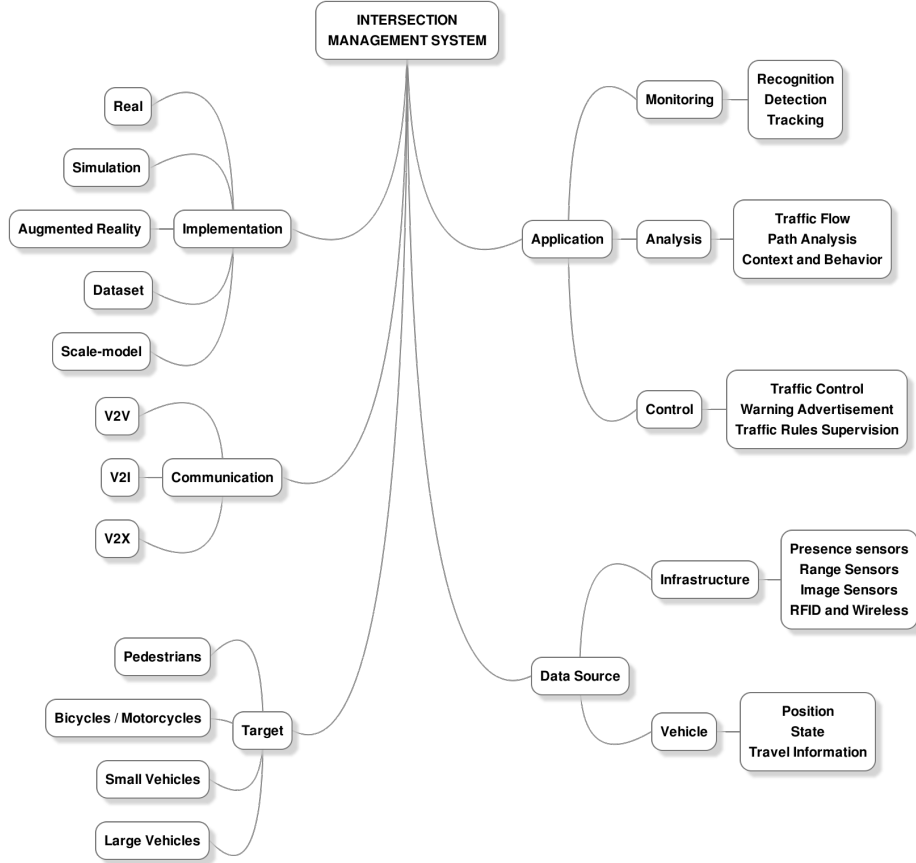 INTERSECTION
MANAGEMENT SYSTEM
Real
Simulation
Augmented Reality
Implementation
Dataset
Scale-model
V2V
V2I
Communication
V2X
Pedestrians
Bicycles / Motorcycles
Target
Small Vehicles
Large Vehicles
Application
Monitoring
Recognition
Detection
Tracking
Analysis
Traffic Flow
Path Analysis
Context and Behavior
Control
Traffic Control
Warning Advertisement
Traffic Rules Supervision
Data Source
Infrastructure
Presence sensors
Range Sensors
Image Sensors
RFID and Wireless
Vehicle
Position
State
Travel Information